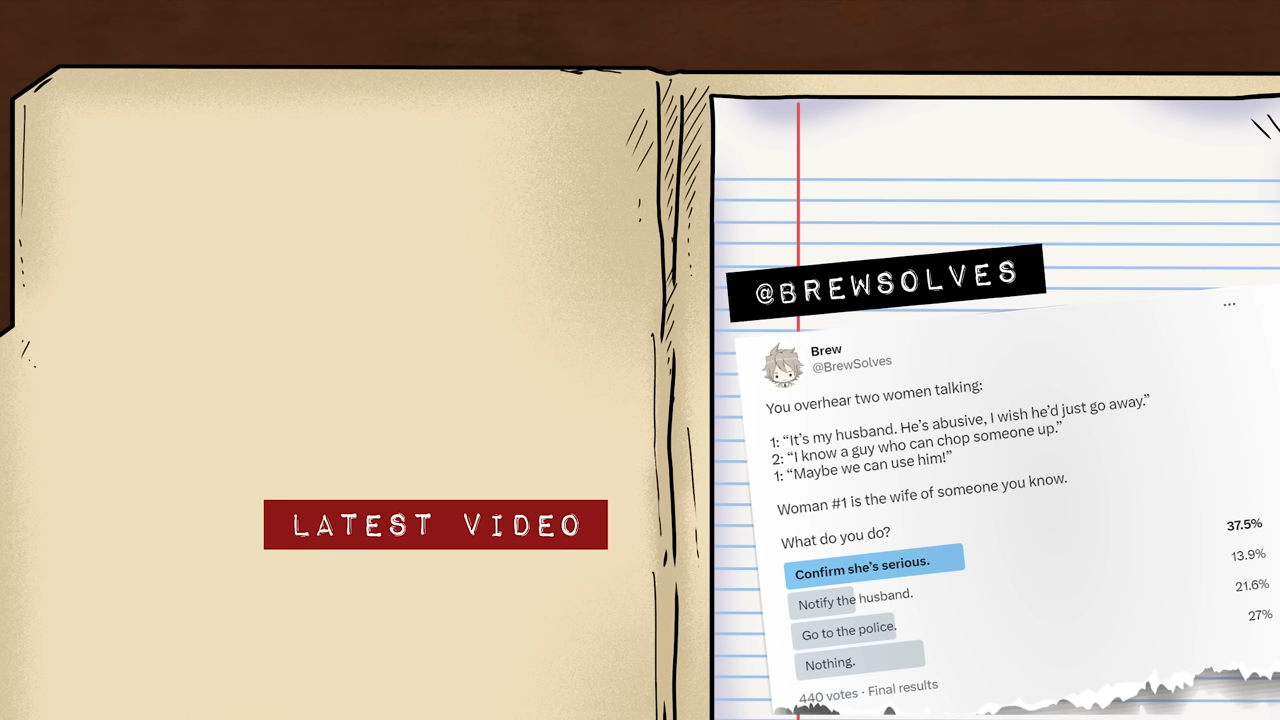 LATEST VIDEO
@BREWSOLVES
Brew
@BrewSolves
You overhear two women talking:
1: “It’s my husband. He’s abusive, I wish he’d just go away.”
2: “I know a guy who can chop someone up.”
1: “Maybe we can use him!”
Woman #1 is the wife of someone you know.
What do you do?
Confirm she’s serious. 37.5%
Notify the husband. 13.9%
Go to the police. 21.6%
Nothing. 27%
440 votes · Final results